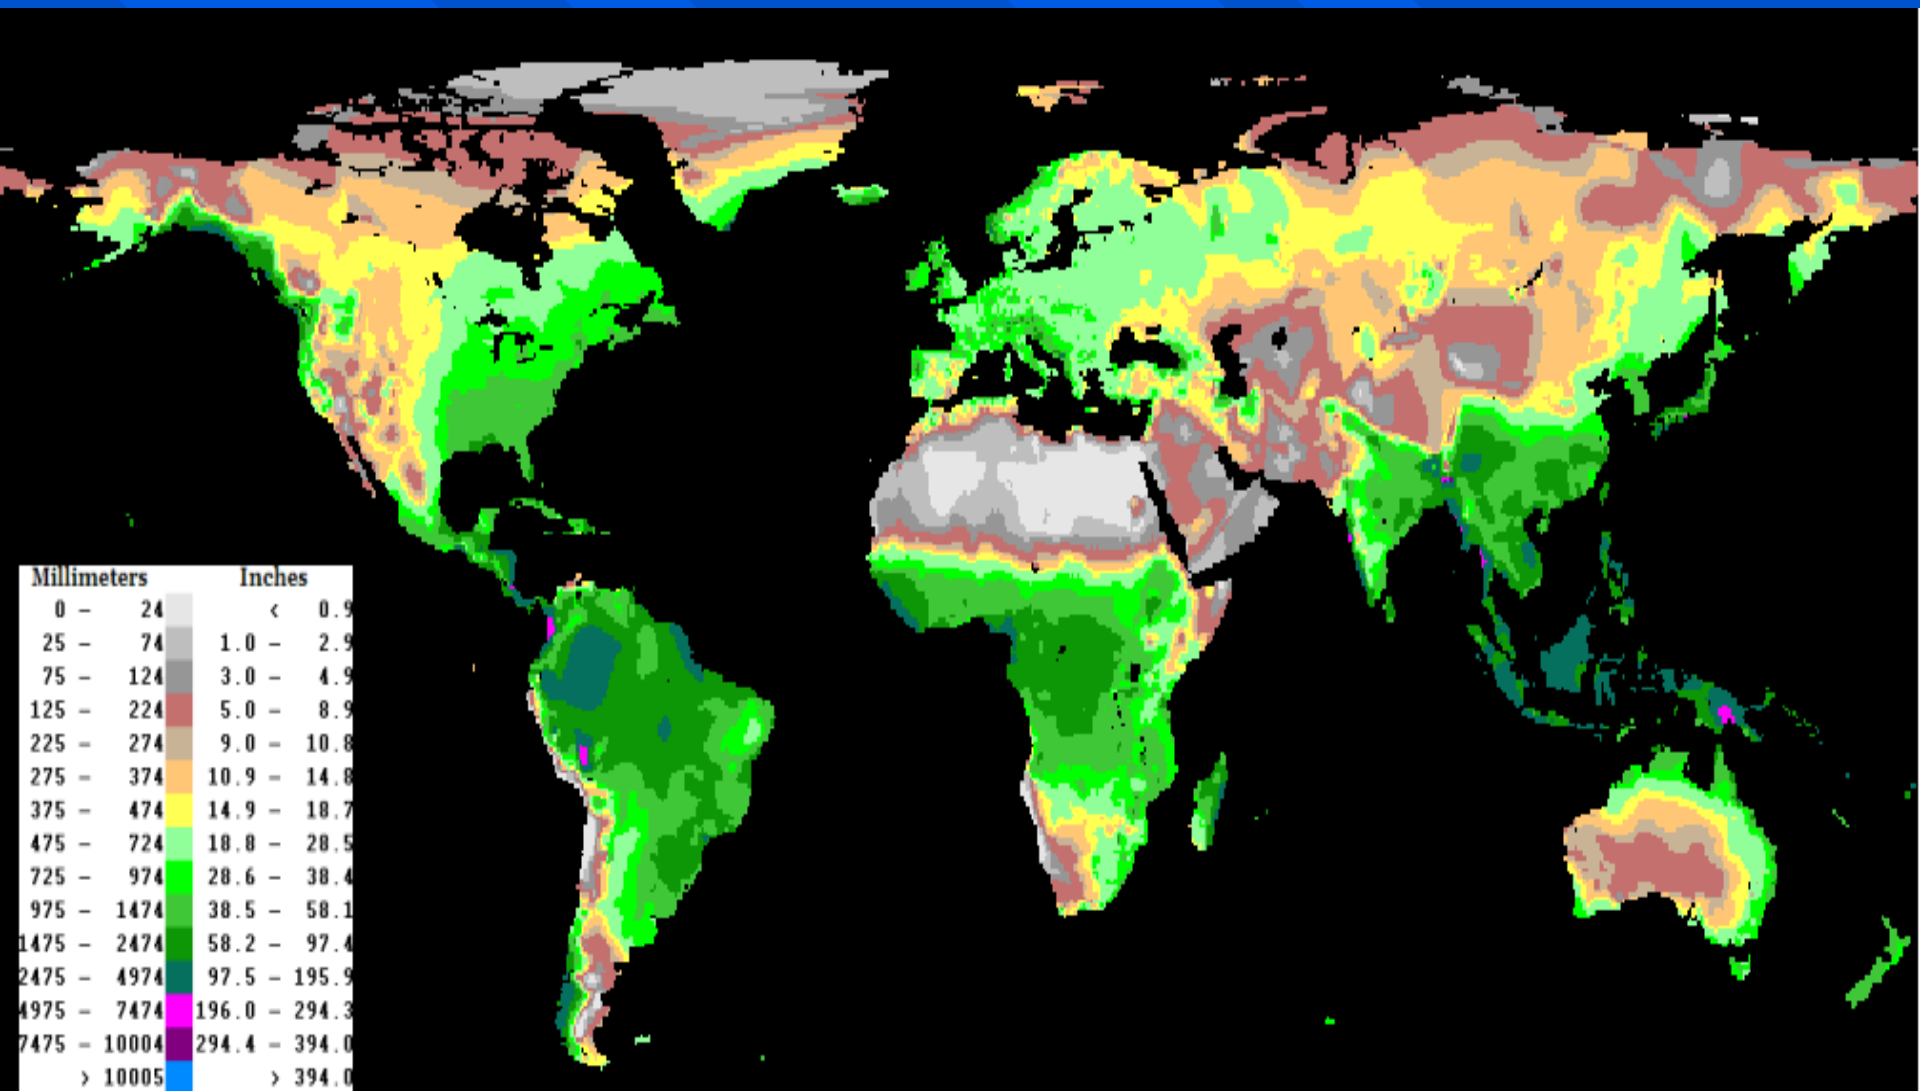 Millimeters Inches
0 – 24 < 0.9
25 – 74 1.0 – 2.9
75 – 124 3.0 – 4.9
125 – 224 5.0 – 8.9
225 – 274 9.0 – 10.8
275 – 374 10.9 – 14.8
375 – 474 14.9 – 18.7
475 – 724 18.8 – 28.5
725 – 974 28.6 – 38.4
975 – 1474 38.5 – 58.1
1475 – 2474 58.2 – 97.4
2475 – 4974 97.5 – 195.9
4975 – 7474 196.0 – 294.3
7475 – 10004 294.4 – 394.0
> 10005 > 394.0